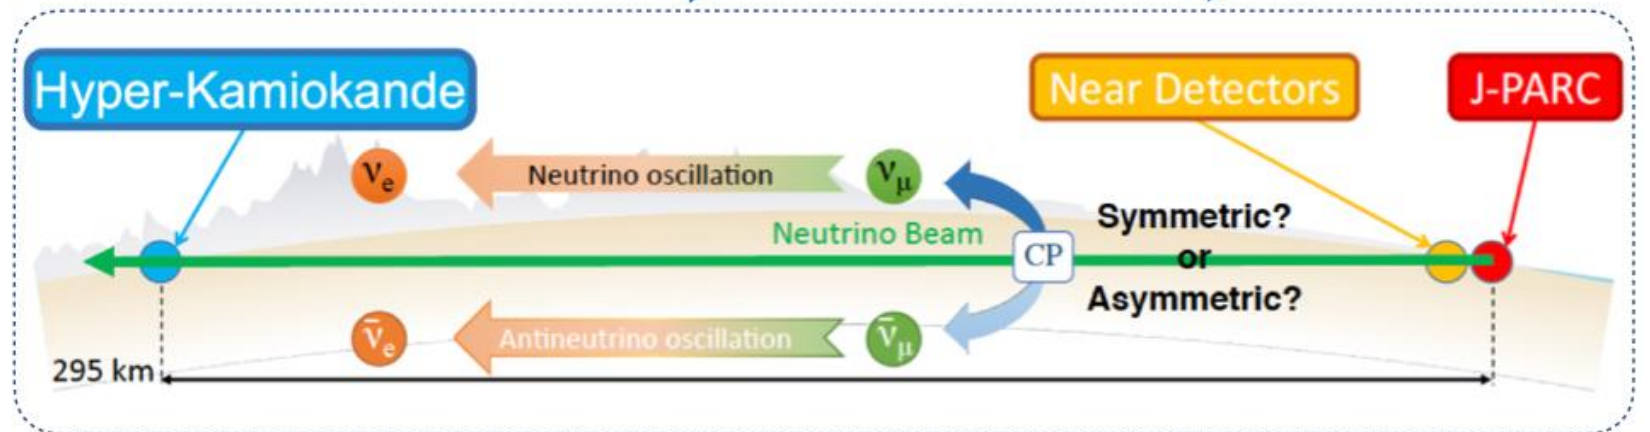 Hyper-Kamiokande
Near Detectors
J-PARC
νe
Neutrino oscillation
νμ
Symmetric?
Neutrino Beam
CP
or
Asymmetric?
ν̄e
Antineutrino oscillation
ν̄μ
295 km